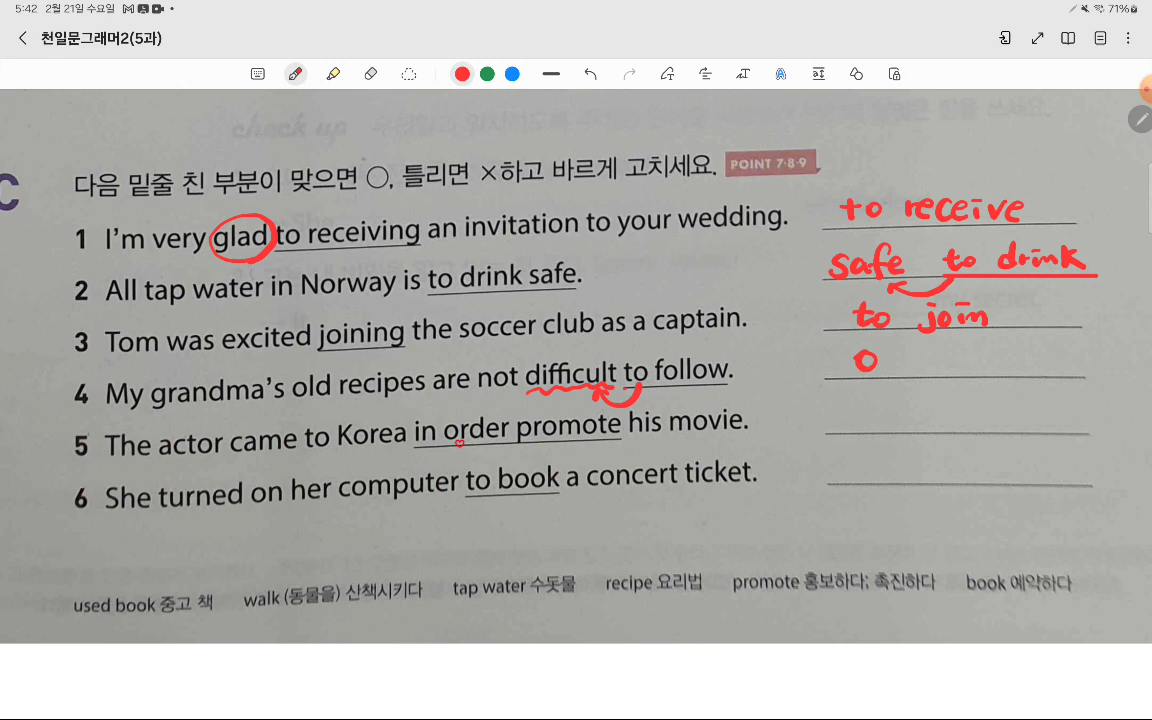 5:42 2월 21일 수요일 71%
천일문그래머2(5과)
check up
C 다음 밑줄 친 부분이 맞으면 ○, 틀리면 ×하고 바르게 고치세요. POINT 7·8·9
1 I'm very glad to receiving an invitation to your wedding. to receive
2 All tap water in Norway is to drink safe. safe to drink
3 Tom was excited joining the soccer club as a captain. to join
4 My grandma's old recipes are not difficult to follow. O
5 The actor came to Korea in order promote his movie.
6 She turned on her computer to book a concert ticket.
used book 중고 책 walk (동물을) 산책시키다 tap water 수돗물 recipe 요리법 promote 홍보하다; 촉진하다 book 예약하다